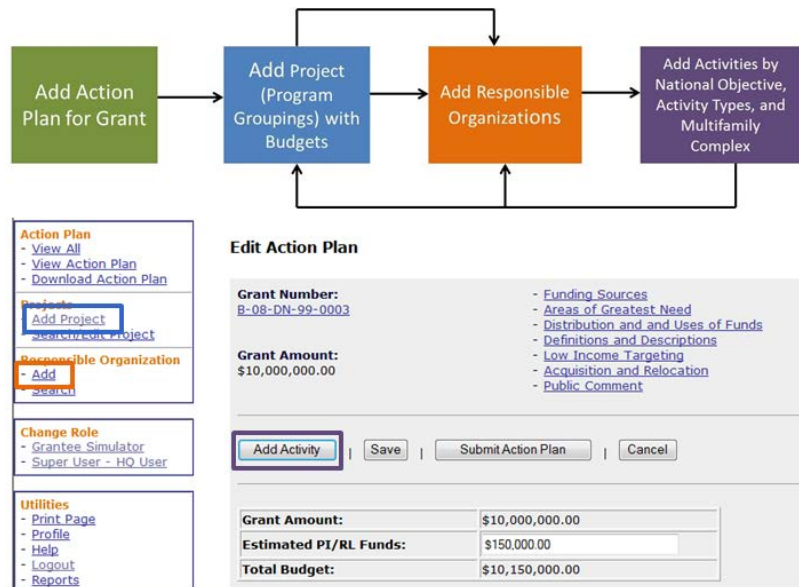 Add Action
Plan for Grant
Add Project
(Program
Groupings) with
Budgets
Add Responsible
Organizations
Add Activities by
National Objective,
Activity Types, and
Multifamily
Complex
Action Plan
- View All
- View Action Plan
- Download Action Plan
Projects
- Add Project
- Search/Edit Project
Responsible Organization
- Add
- Search
Change Role
- Grantee Simulator
- Super User - HQ User
Utilities
- Print Page
- Profile
- Help
- Logout
- Reports
Edit Action Plan
Grant Number:
B-08-DN-99-0003
Grant Amount:
$10,000,000.00
- Funding Sources
- Areas of Greatest Need
- Distribution and and Uses of Funds
- Definitions and Descriptions
- Low Income Targeting
- Acquisition and Relocation
- Public Comment
Add Activity | Save | Submit Action Plan | Cancel
Grant Amount: $10,000,000.00
Estimated PI/RL Funds: $150,000.00
Total Budget: $10,150,000.00